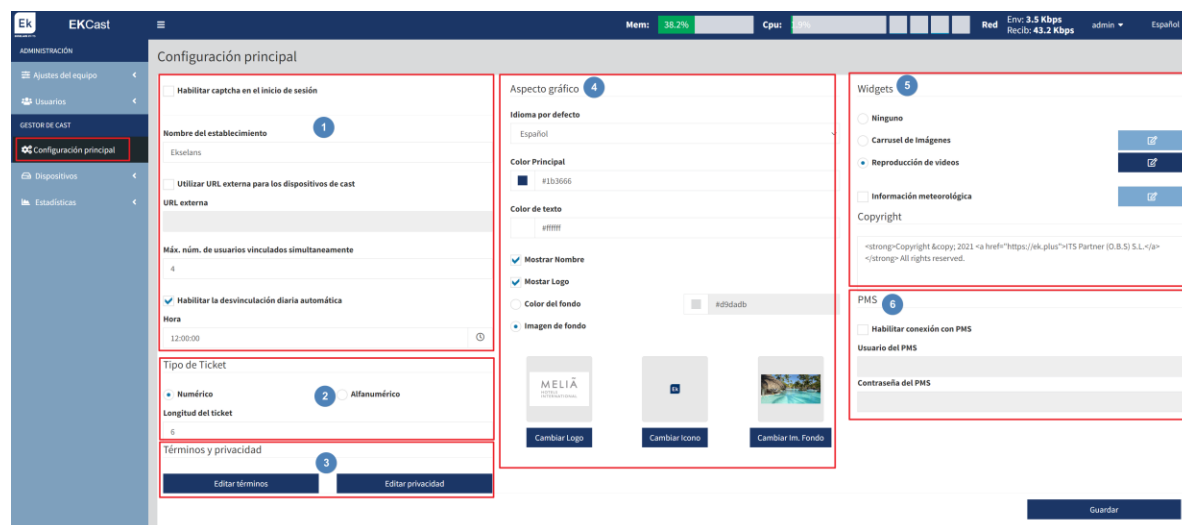 Ek EKCast
Mem: 38.2% Cpu: Red Env: 3.5 Kbps admin Español
Recib: 43.2 Kbps
ADMINISTRACIÓN
Ajustes del equipo
Usuarios
GESTOR DE CAST
Configuración principal
Dispositivos
Estadísticas
Configuración principal
Habilitar captcha en el inicio de sesión
1
Nombre del establecimiento
Ekselans
Utilizar URL externa para los dispositivos de cast
URL externa
Máx. núm. de usuarios vinculados simultaneamente
4
Habilitar la desvinculación diaria automática
Hora
12:00:00
Tipo de Ticket
Numérico 2 Alfanumérico
Longitud del ticket
6
Términos y privacidad
3
Editar términos Editar privacidad
Aspecto gráfico 4
Idioma por defecto
Español
Color Principal
#1b3666
Color de texto
#ffffff
Mostrar Nombre
Mostar Logo
Color del fondo #d9dadb
Imagen de fondo
MELIÃ
HOTELS
INTERNATIONAL
Ek
Cambiar Logo Cambiar Icono Cambiar Im. Fondo
Widgets 5
Ninguno
Carrusel de Imágenes
Reproducción de videos
Información meteorológica
Copyright
<strong>Copyright &copy; 2021 <a href="https://ek.plus">ITS Partner (O.B.S) S.L.</a>
</strong> All rights reserved.
PMS 6
Habilitar conexión con PMS
Usuario del PMS
Contraseña del PMS
Guardar